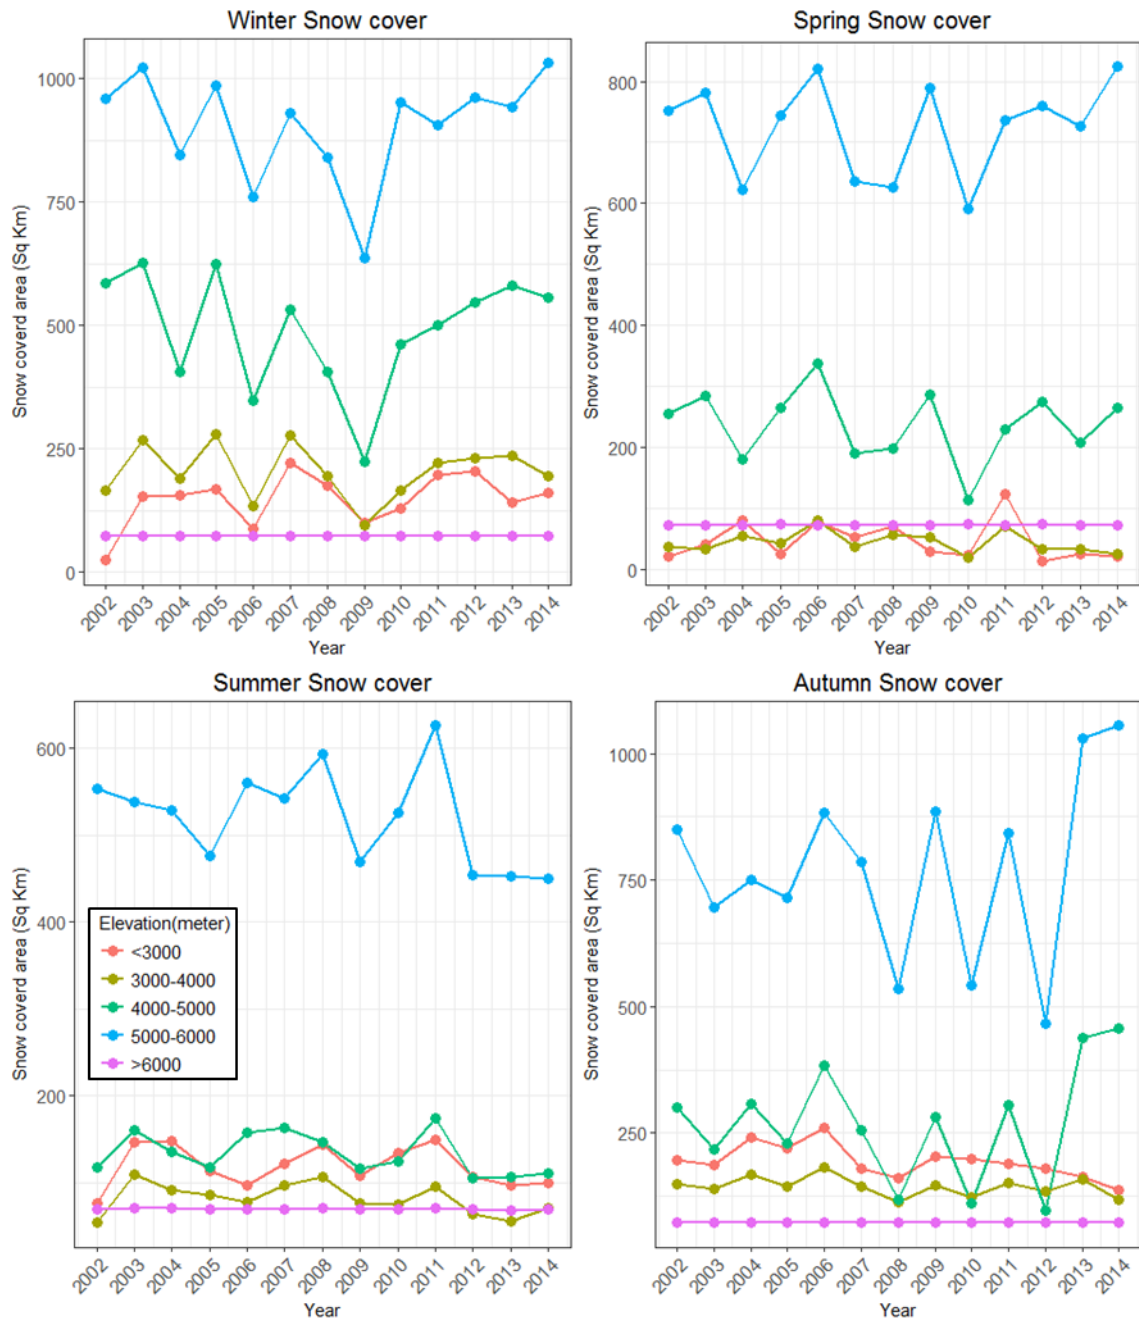 Winter Snow cover
Snow coverd area (Sq Km)
1000
750
500
250
0
2002 2003 2004 2005 2006 2007 2008 2009 2010 2011 2012 2013 2014
Year
Spring Snow cover
Snow coverd area (Sq Km)
800
600
400
200
0
2002 2003 2004 2005 2006 2007 2008 2009 2010 2011 2012 2013 2014
Year
Summer Snow cover
Snow coverd area (Sq Km)
600
400
200
Elevation(meter)
<3000
3000-4000
4000-5000
5000-6000
>6000
2002 2003 2004 2005 2006 2007 2008 2009 2010 2011 2012 2013 2014
Year
Autumn Snow cover
Snow coverd area (Sq Km)
1000
750
500
250
2002 2003 2004 2005 2006 2007 2008 2009 2010 2011 2012 2013 2014
Year